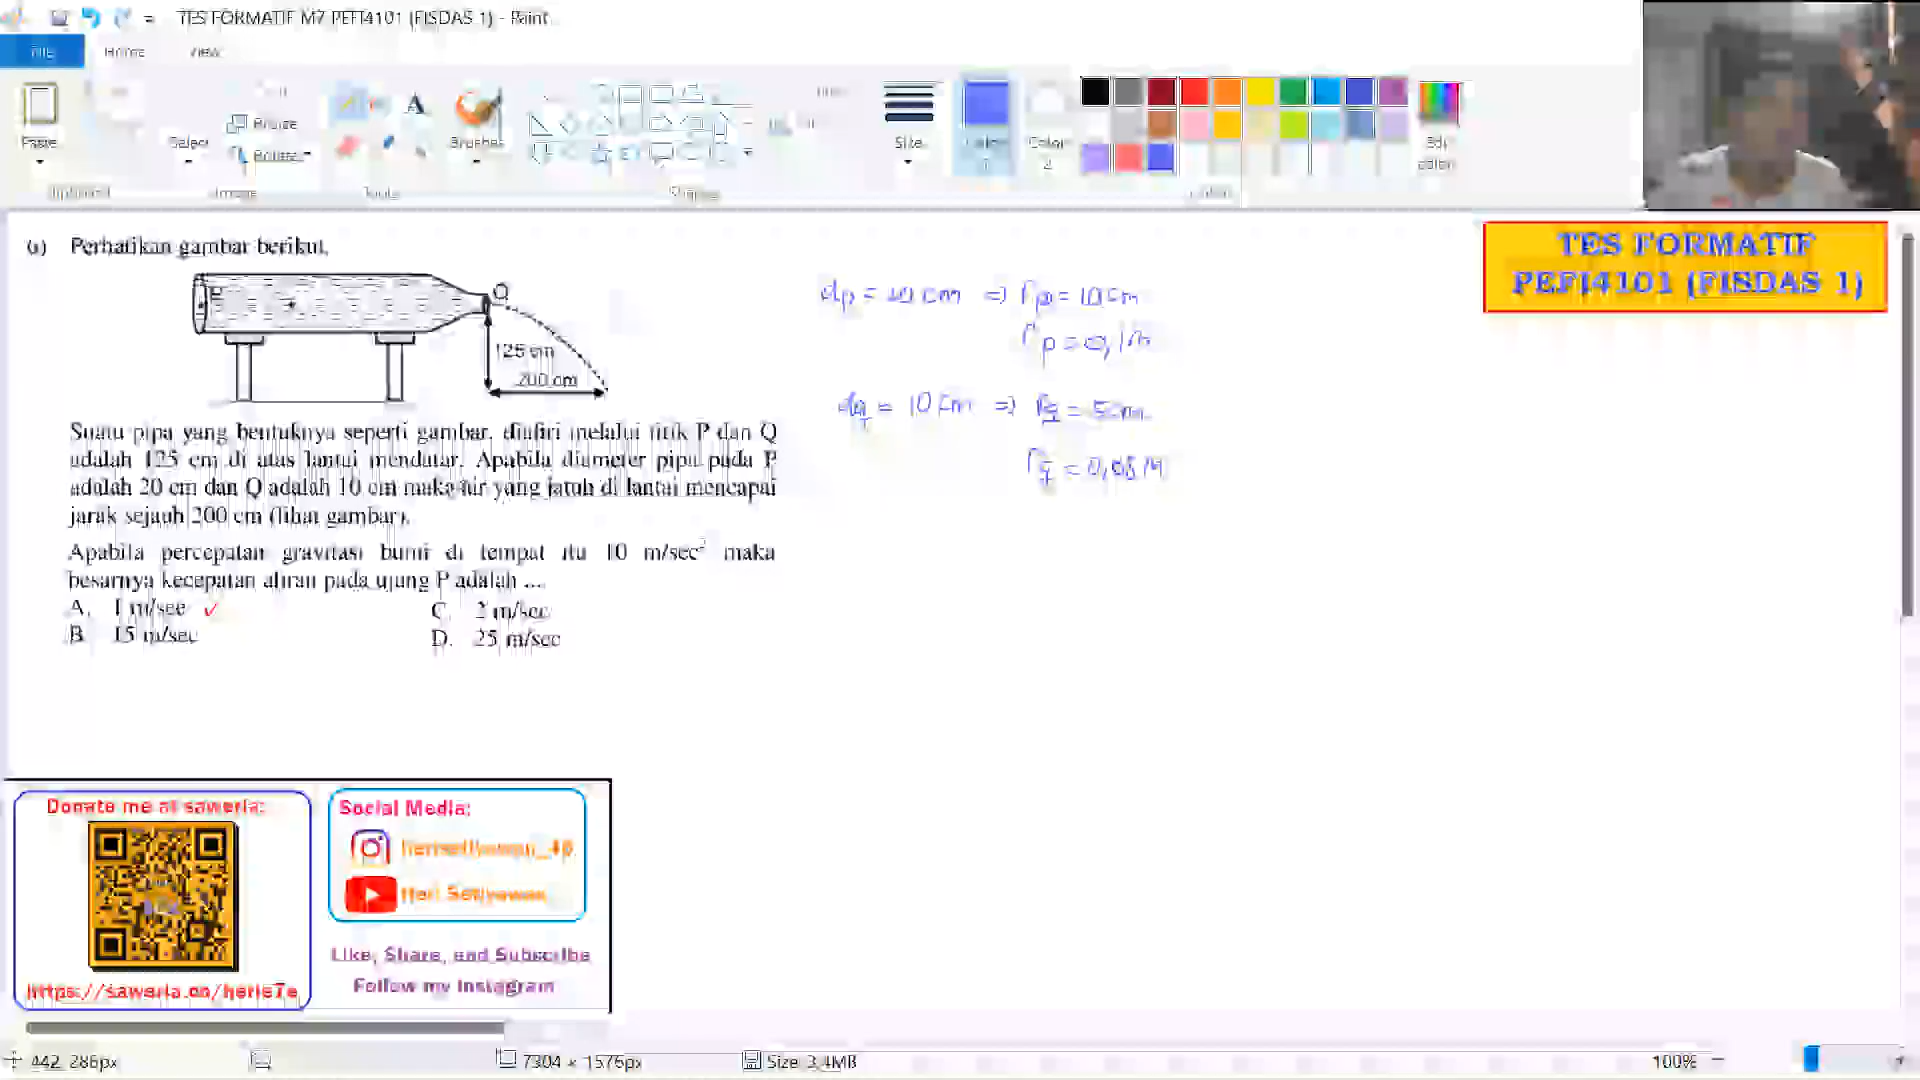 TES FORMATIF M7 PEFI4101 (FISDAS 1) - Paint
File
Home
View
Paste
Select
Resize
Rotate
A
Brushes
Size
Color
1
Color
2
Edit
colors
Clipboard
Image
Tools
Shapes
Colors
TES FORMATIF
PEFI4101 (FISDAS 1)
Perhatikan gambar berikut.
P
Q
125 cm
200 cm
Suatu pipa yang bentuknya seperti gambar, dialiri melalui titik P dan Q
adalah 125 cm di atas lantai mendatar. Apabila diameter pipa pada P
adalah 20 cm dan Q adalah 10 cm maka air yang jatuh di lantai mencapai
jarak sejauh 200 cm (lihat gambar).
Apabila percepatan gravitasi bumi di tempat itu 10 m/sec² maka
besarnya kecepatan aliran pada ujung P adalah ...
A. 1 m/sec ✓
C. 2 m/sec
B. 15 m/sec
D. 25 m/sec
dp = 20 cm ⇒ rp = 10 cm
rp = 0,1 m
dq = 10 cm ⇒ rq = 5 cm
rq = 0,05 m
Donate me at saweria:
https://saweria.co/herie7e
Social Media:
Heri Setiyawan
Like, Share, and Subscribe
Follow my Instagram
442, 286px
7304 × 1576px
Size: 3,4MB
100%